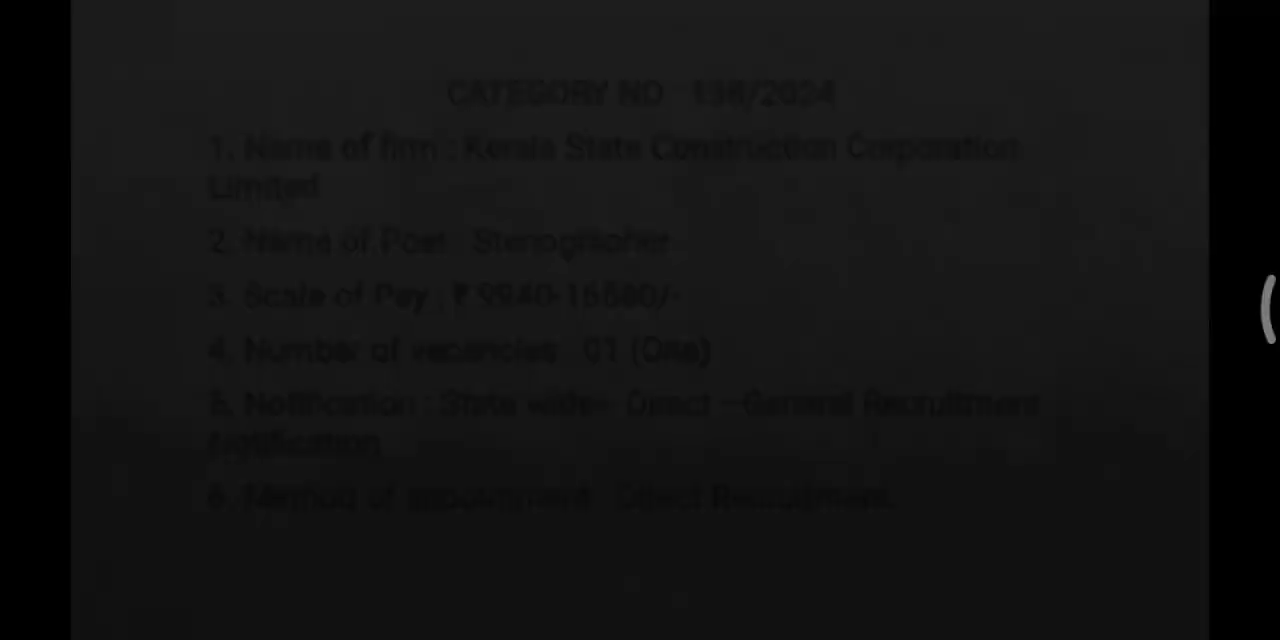 CATEGORY NO : /2024
1. Name of firm : Kerala State Construction Corporation
Limited
2. Name of Post : Stenographer
3. Scale of Pay : ₹ 9940-16580/-
4. Number of vacancies : 01 (One)
5. Notification : State wide- Direct -General Recruitment
Notification
6. Method of appointment : Direct Recruitment.